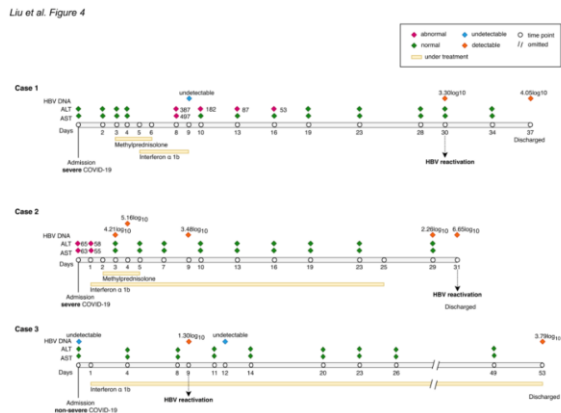 Liu et al. Figure 4
abnormal undetectable time point
normal detectable // omitted
under treatment
Case 1
undetectable 3.30log10 4.05log10
HBV DNA
ALT 387 182 87 53
AST 497
Days 2 3 4 5 6 8 9 10 13 16 19 23 28 30 34 37
Methylprednisolone Discharged
Interferon α 1b
Admission HBV reactivation
severe COVID-19
Case 2
5.16log10
4.21log10 3.48log10 2.26log10 6.65log10
HBV DNA
ALT 65 58
AST 63 55
Days 1 2 3 4 5 7 9 10 13 16 19 23 25 29 31
Methylprednisolone
Interferon α 1b
Admission HBV reactivation
severe COVID-19 Discharged
Case 3
undetectable 1.30log10 undetectable 3.79log10
HBV DNA
ALT
AST
Days 1 4 8 9 11 12 14 20 23 26 // 49 53
Interferon α 1b // Discharged
Admission HBV reactivation
non-severe COVID-19